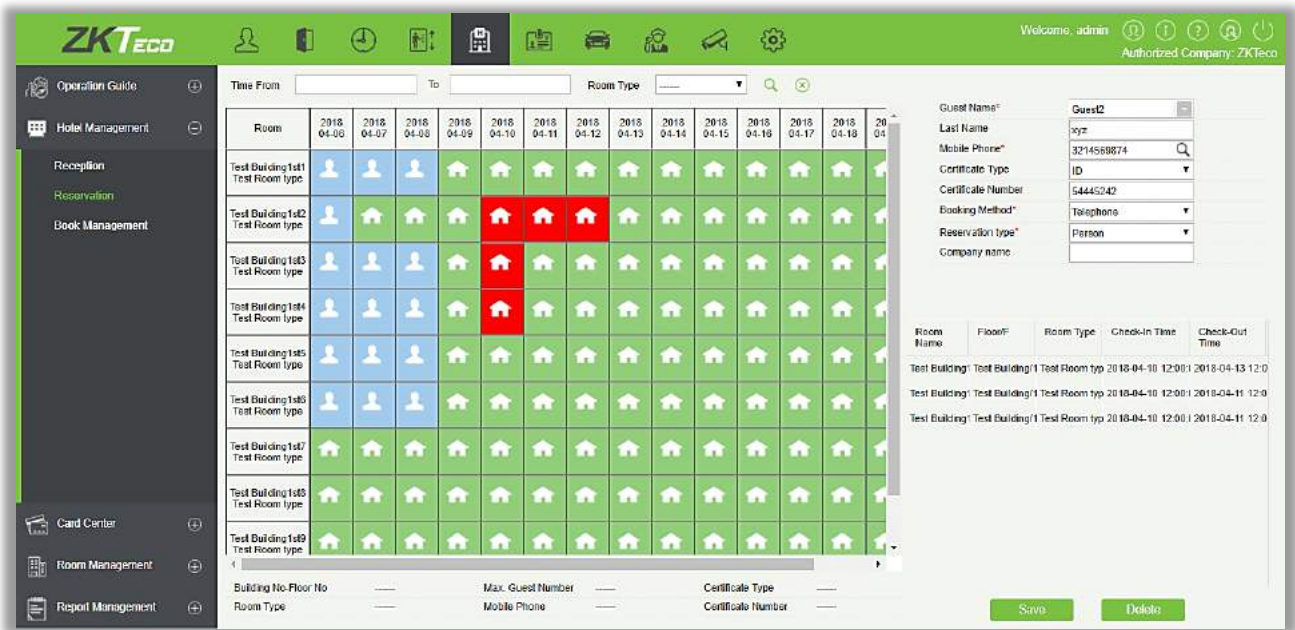 ZKTeco
Welcome, admin
Authorized Company: ZKTeco
Operation Guide
Hotel Management
Reception
Reservation
Book Management
Card Center
Room Management
Report Management
Time From To Room Type -----
Room 2018 04-06 2018 04-07 2018 04-08 2018 04-09 2018 04-10 2018 04-11 2018 04-12 2018 04-13 2018 04-14 2018 04-15 2018 04-16 2018 04-17 2018 04-18 20 04
Test Building1st1
Test Room type
Test Building1st2
Test Room type
Test Building1st3
Test Room type
Test Building1st4
Test Room type
Test Building1st5
Test Room type
Test Building1st6
Test Room type
Test Building1st7
Test Room type
Test Building1st8
Test Room type
Test Building1st9
Test Room type
Building No-Floor No ----- Max. Guest Number ----- Certificate Type -----
Room Type ----- Mobile Phone ----- Certificate Number -----
Guest Name* Guest2
Last Name xyz
Mobile Phone* 3214569874
Certificate Type ID
Certificate Number 54445242
Booking Method* Telephone
Reservation type* Person
Company name
Room Name Floor/F Room Type Check-In Time Check-Out Time
Test Building1 Test Building/1 Test Room typ 2018-04-10 12:00: 2018-04-13 12:0
Test Building1 Test Building/1 Test Room typ 2018-04-10 12:00: 2018-04-11 12:0
Test Building1 Test Building/1 Test Room typ 2018-04-10 12:00: 2018-04-11 12:0
Save Delete